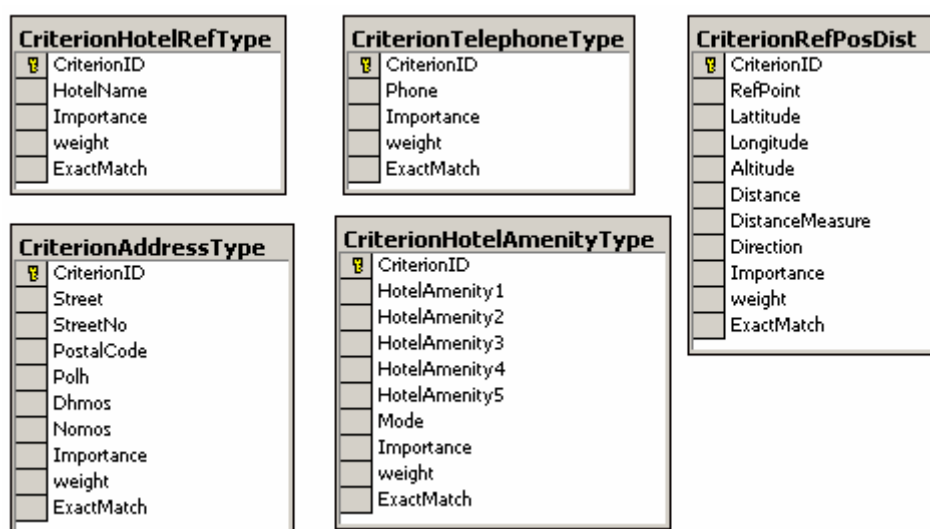 CriterionHotelRefType
CriterionID
HotelName
Importance
weight
ExactMatch
CriterionTelephoneType
CriterionID
Phone
Importance
weight
ExactMatch
CriterionRefPosDist
CriterionID
RefPoint
Lattitude
Longitude
Altitude
Distance
DistanceMeasure
Direction
Importance
weight
ExactMatch
CriterionAddressType
CriterionID
Street
StreetNo
PostalCode
Polh
Dhmos
Nomos
Importance
weight
ExactMatch
CriterionHotelAmenityType
CriterionID
HotelAmenity1
HotelAmenity2
HotelAmenity3
HotelAmenity4
HotelAmenity5
Mode
Importance
weight
ExactMatch